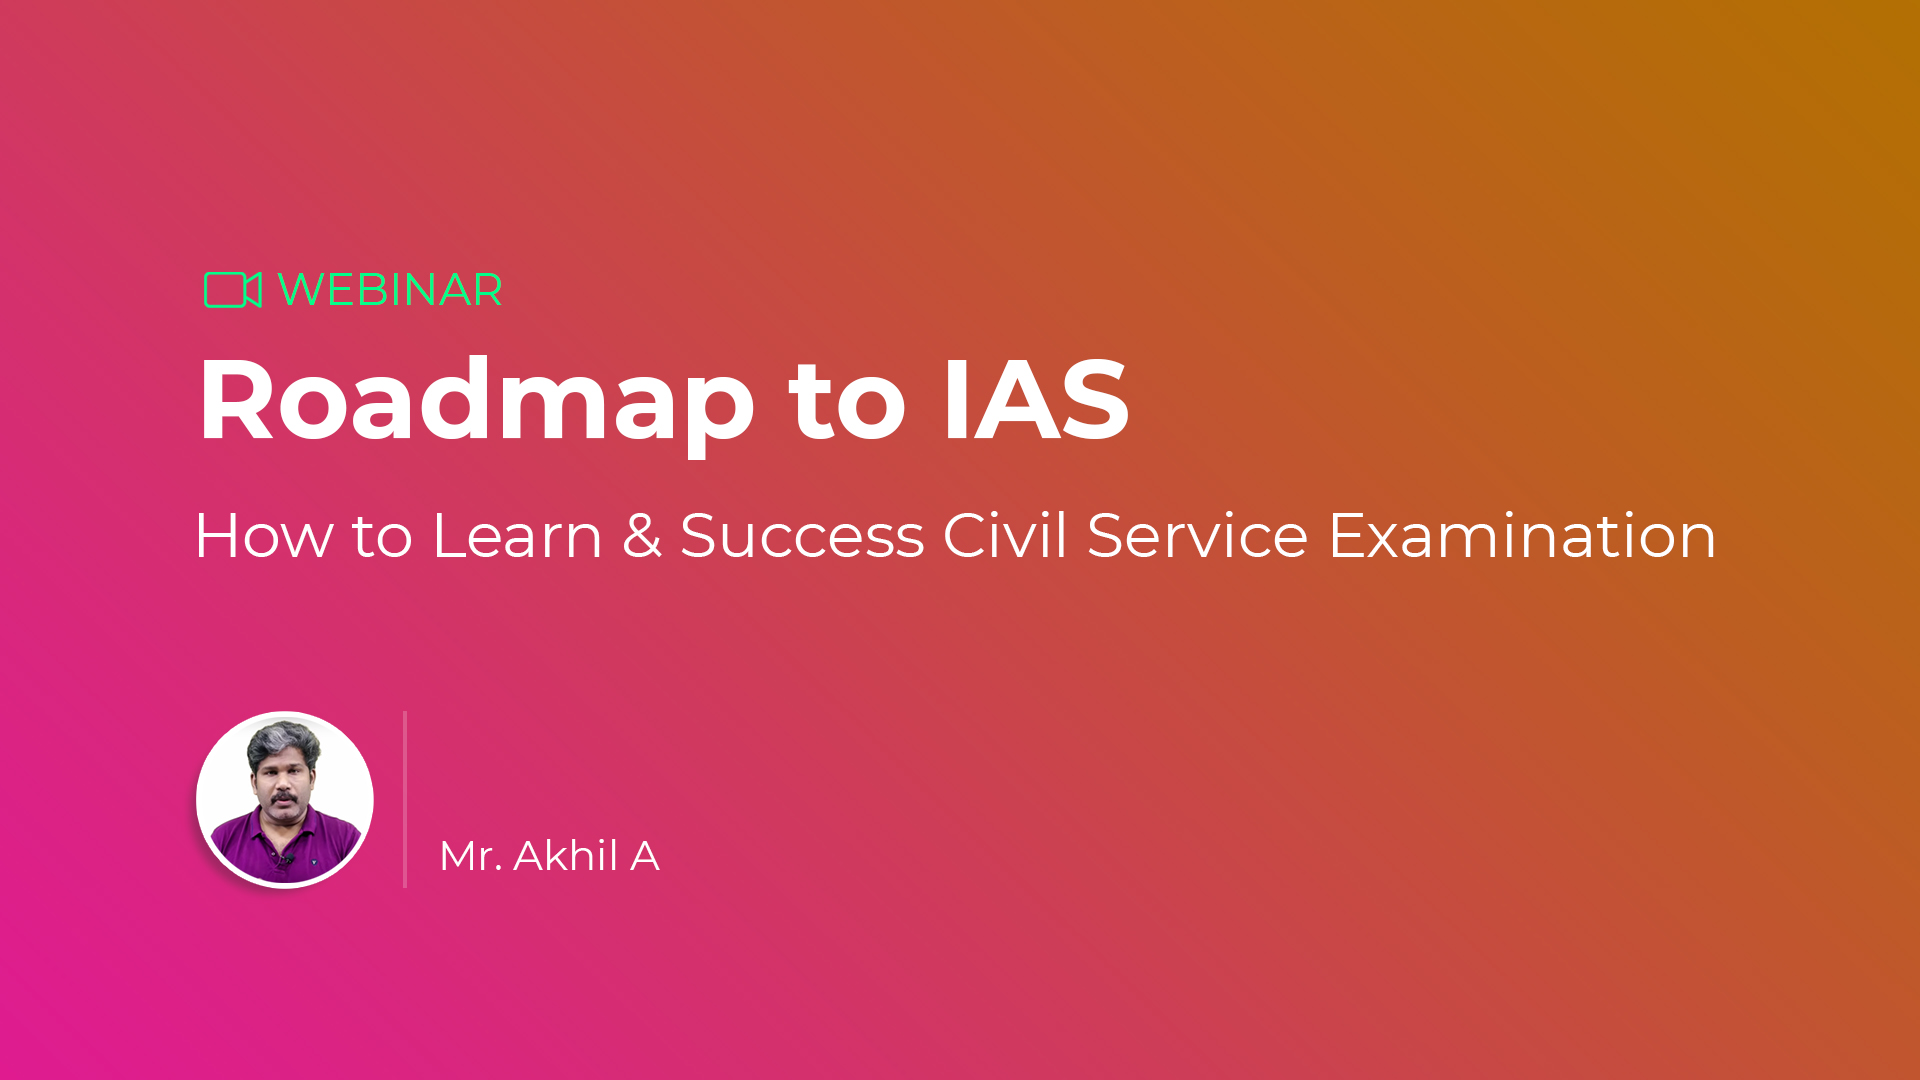 WEBINAR
Roadmap to IAS
How to Learn & Success Civil Service Examination
Mr. Akhil A